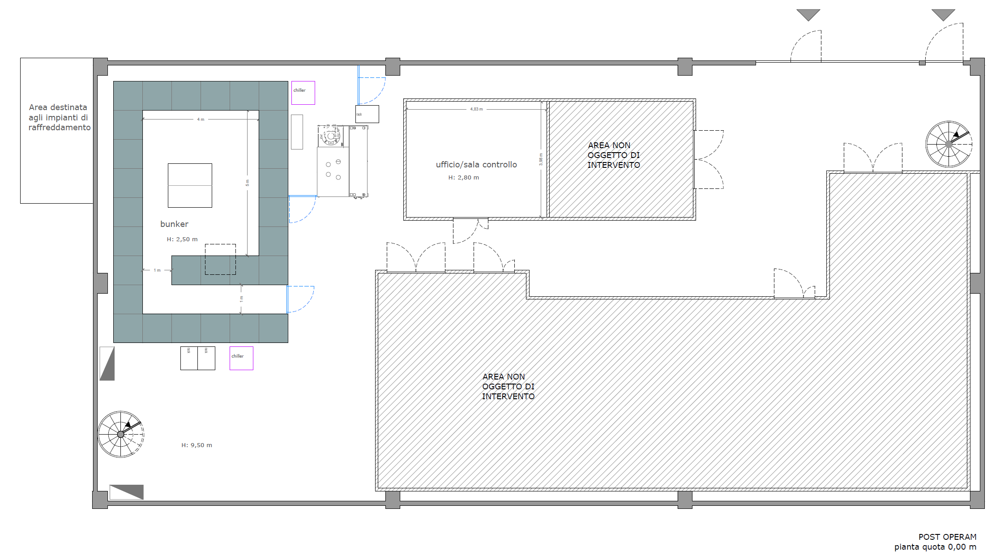 Area destinata
agli impianti di
raffreddamento
chiller
rack
4 m
5 m
bunker
H: 2,50 m
1 m
1 m
4,83 m
3,98 m
ufficio/sala controllo
H: 2,80 m
AREA NON
OGGETTO DI
INTERVENTO
rack
rack
chiller
AREA NON
OGGETTO DI
INTERVENTO
H: 9,50 m
POST OPERAM
pianta quota 0,00 m